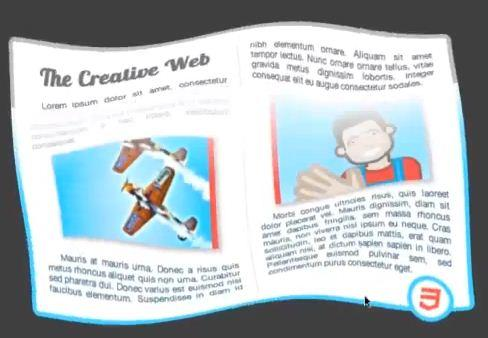 The Creative Web
Lorem ipsum dolor sit amet, consectetur
consequat
Mauris at mauris urna. Donec a risus quis
metus rhoncus aliquet quis non urna. Curabitur
sed pharetra dui. Donec varius est euismod nisl
faucibus elementum. Suspendisse in diam id
nibh elementum ornare. Aliquam sit amet
tempor lectus. Nunc ornare ornare tellus, vitae
gravida metus dignissim lobortis. Integer
consequat elit eu augue consectetur sodales.
Morbi congue ultricies risus, quis laoreet
dolor placerat vel. Mauris dignissim, diam sit
amet dapibus fringilla, sem massa rhoncus
mauris, non viverra nisl ipsum eu neque. Cras
sollicitudin, leo et dapibus mattis, erat quam
aliquam nisi, at dictum sapien sapien in libero.
Pellentesque euismod pulvinar sem, sed
condimentum purus consectetur eget.